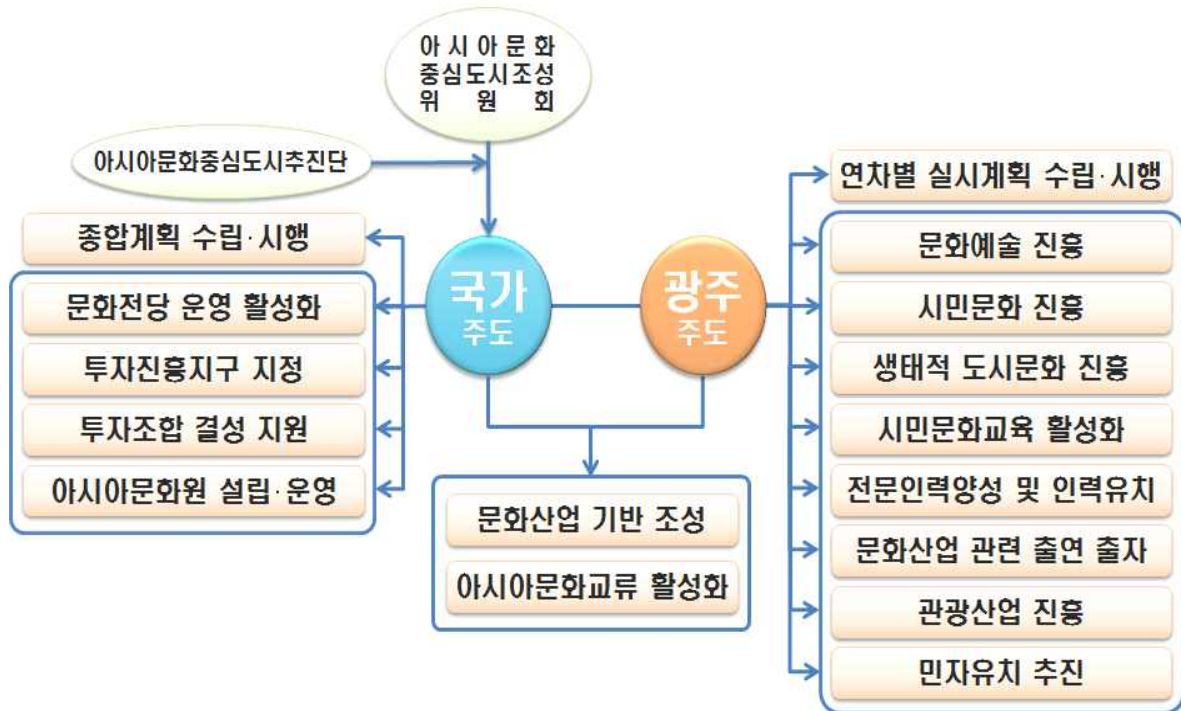 아 시 아 문 화
중심도시조성
위 원 회
아시아문화중심도시추진단
종합계획 수립·시행
문화전당 운영 활성화
투자진흥지구 지정
투자조합 결성 지원
아시아문화원 설립·운영
국가
주도
광주
주도
문화산업 기반 조성
아시아문화교류 활성화
연차별 실시계획 수립·시행
문화예술 진흥
시민문화 진흥
생태적 도시문화 진흥
시민문화교육 활성화
전문인력양성 및 인력유치
문화산업 관련 출연 출자
관광산업 진흥
민자유치 추진